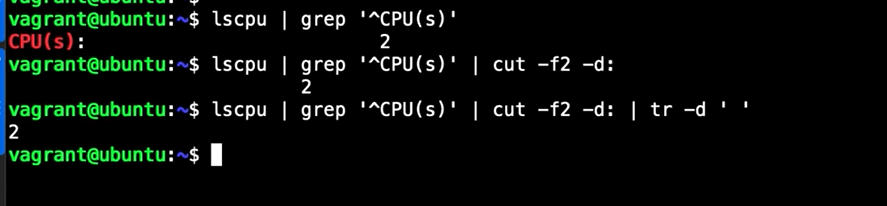 vagrant@ubuntu:~$ lscpu | grep '^CPU(s)'
CPU(s):                          2
vagrant@ubuntu:~$ lscpu | grep '^CPU(s)' | cut -f2 -d:
                          2
vagrant@ubuntu:~$ lscpu | grep '^CPU(s)' | cut -f2 -d: | tr -d ' '
2
vagrant@ubuntu:~$